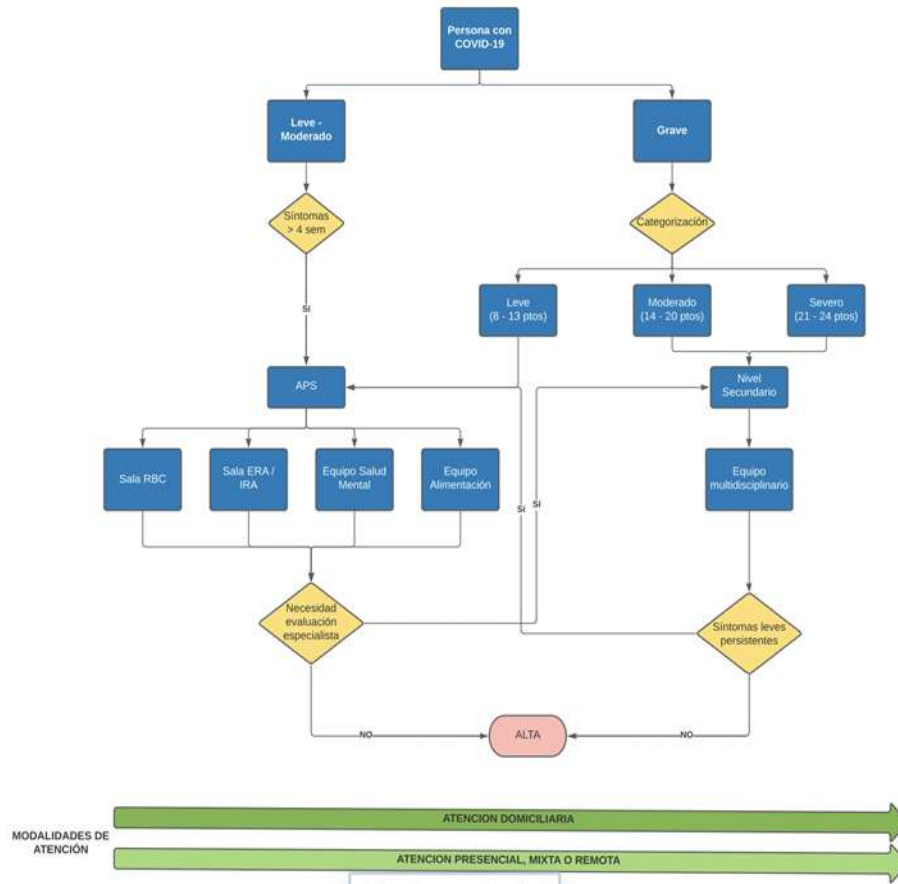 Persona con
COVID-19
Leve -
Moderado
Grave
Síntomas
> 4 sem
Categorización
Leve
(8 - 13 ptos)
Moderado
(14 - 20 ptos)
Severo
(21 - 24 ptos)
Sí
APS
Nivel
Secundario
Sala RBC
Sala ERA /
IRA
Equipo Salud
Mental
Equipo
Alimentación
Equipo
multidisciplinario
Sí
Sí
Necesidad
evaluación
especialista
Síntomas leves
persistentes
NO
ALTA
NO
MODALIDADES DE
ATENCIÓN
ATENCION DOMICILIARIA
ATENCION PRESENCIAL, MIXTA O REMOTA